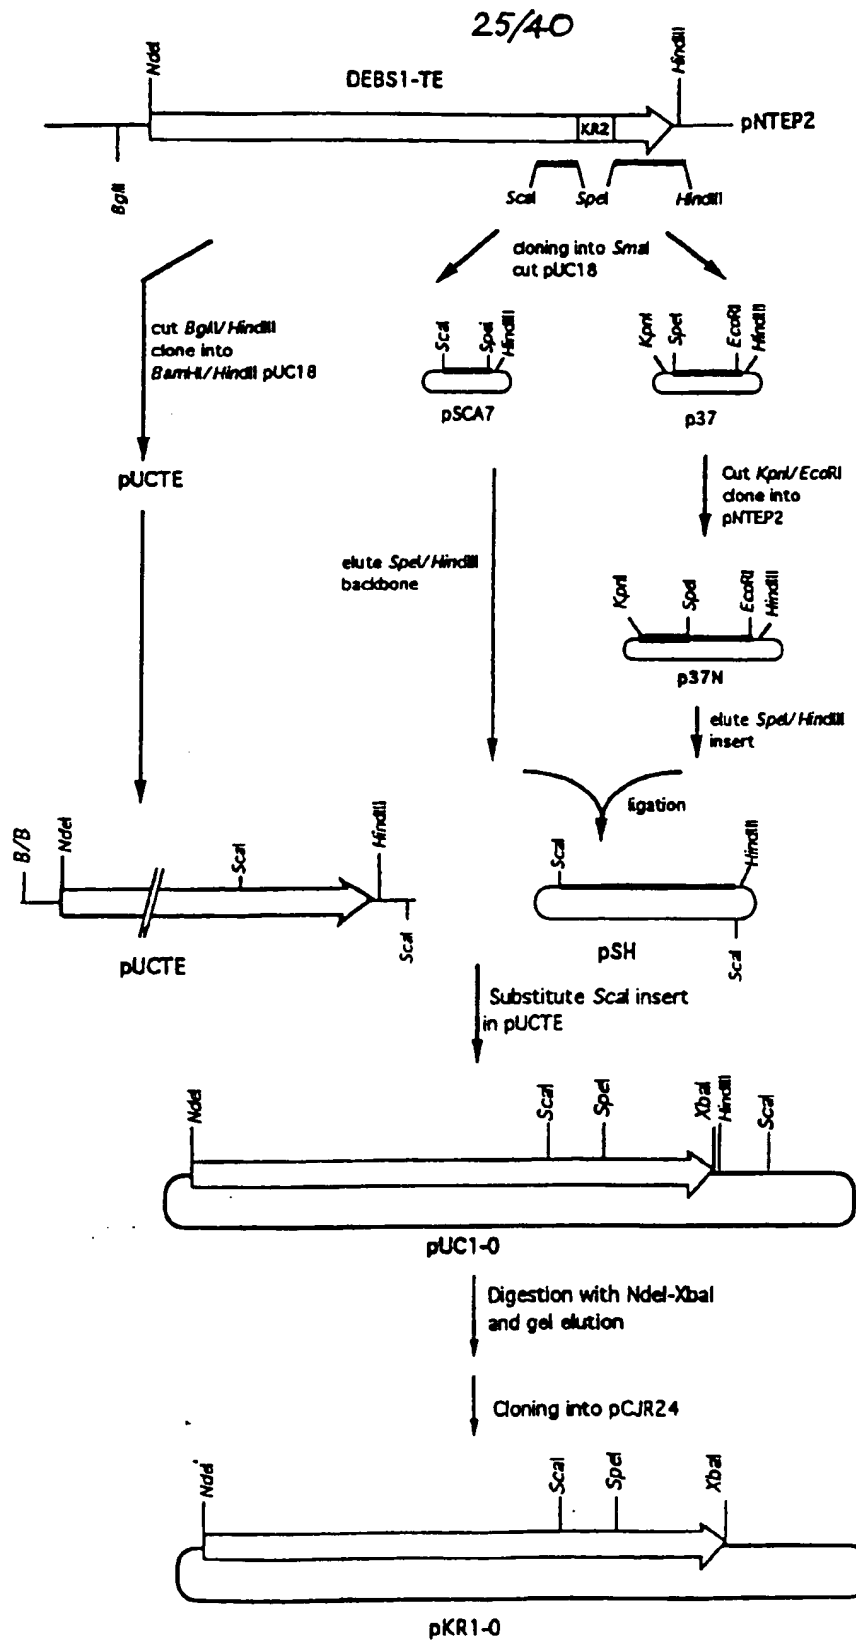 25/40
NdeI
DEBS1-TE
HindIII
KR2
pNTEP2
BglII
ScaI
SpeI
HindIII
cloning into SmaI
cut pUC18
cut BglII/HindIII
clone into
BamHI/HindII pUC18
ScaI
SpeI
HindIII
pSCA7
KpnI
SpeI
EcoRI
HindIII
p37
pUCTE
Cut KpnI/EcoRI
clone into
pNTEP2
elute SpeI/HindIII
backbone
KpnI
SpeI
EcoRI
HindIII
p37N
elute SpeI/HindIII
insert
ligation
B/B
NdeI
ScaI
HindIII
ScaI
pUCTE
ScaI
HindIII
ScaI
pSH
Substitute ScaI insert
in pUCTE
NdeI
ScaI
SpeI
XbaI
HindIII
ScaI
pUC1-0
Digestion with NdeI-XbaI
and gel elution
Cloning into pCJR24
NdeI
ScaI
SpeI
XbaI
pKR1-0